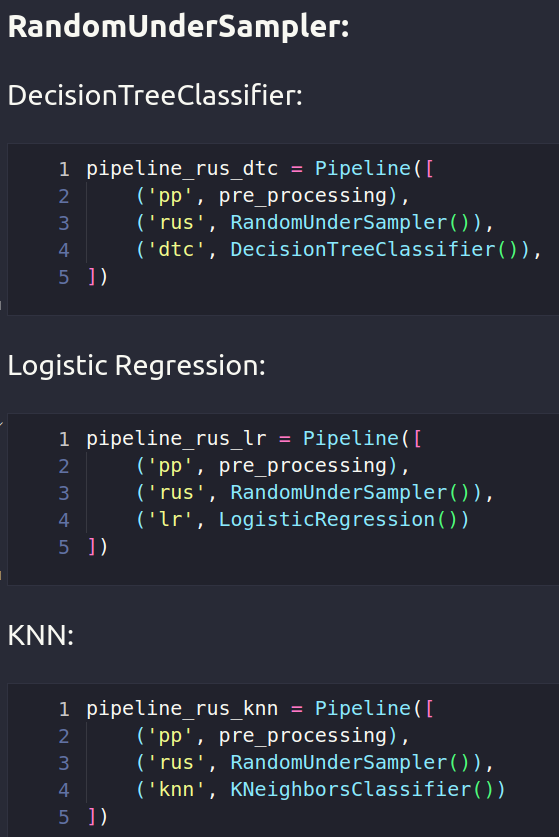 RandomUnderSampler:
DecisionTreeClassifier:
1 pipeline_rus_dtc = Pipeline([
2     ('pp', pre_processing),
3     ('rus', RandomUnderSampler()),
4     ('dtc', DecisionTreeClassifier()),
5 ])
Logistic Regression:
1 pipeline_rus_lr = Pipeline([
2     ('pp', pre_processing),
3     ('rus', RandomUnderSampler()),
4     ('lr', LogisticRegression())
5 ])
KNN:
1 pipeline_rus_knn = Pipeline([
2     ('pp', pre_processing),
3     ('rus', RandomUnderSampler()),
4     ('knn', KNeighborsClassifier())
5 ])